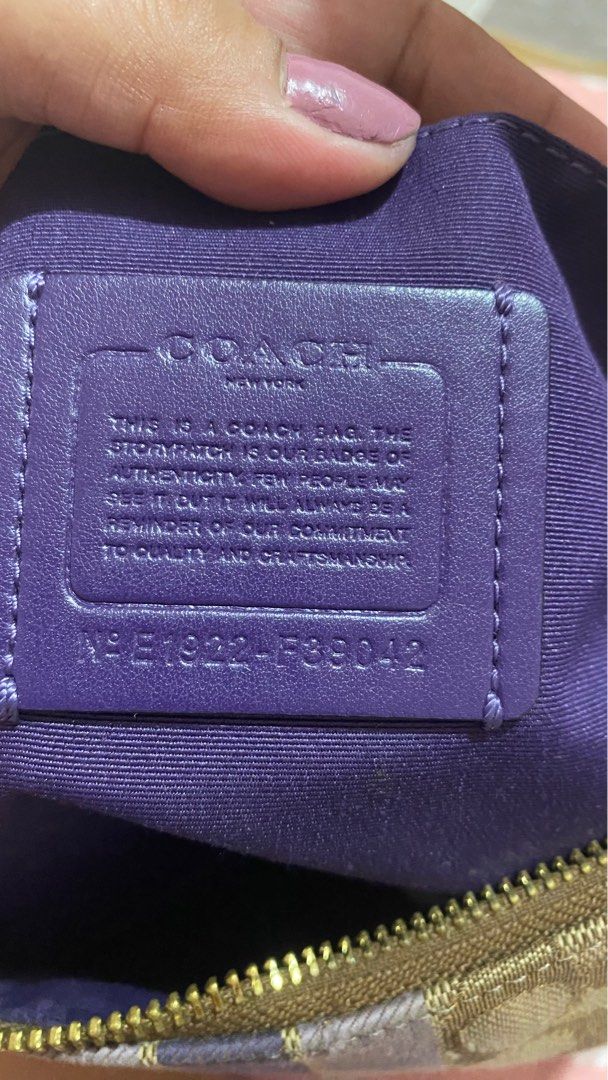 COACH
NEW YORK
THIS IS A COACH BAG. THE
STORYPATCH IS OUR BADGE OF
AUTHENTICITY. FEW PEOPLE MAY
SEE IT BUT IT WILL ALWAYS BE A
REMINDER OF OUR COMMITMENT
TO QUALITY AND CRAFTSMANSHIP.
Nº E1922-F39042